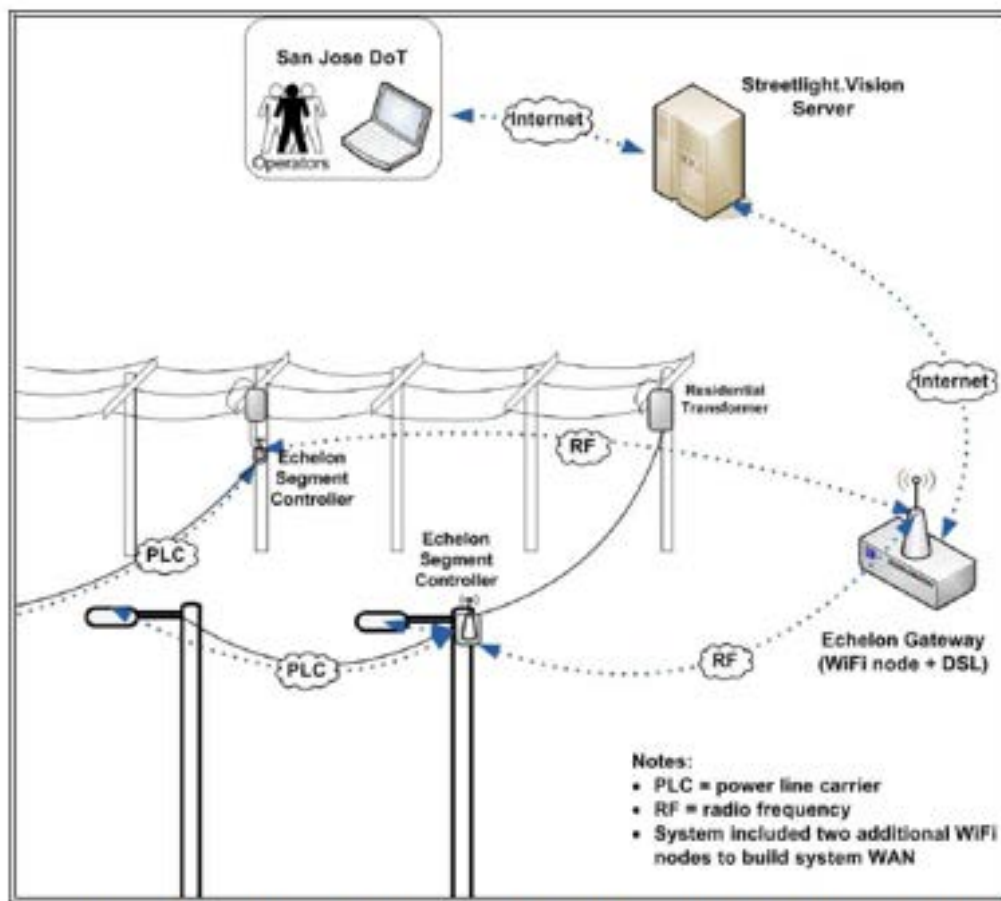 San Jose DoT
Operators
Internet
Streetlight.Vision
Server
Internet
Residential
Transformer
RF
Echelon
Segment
Controller
PLC
Echelon
Segment
Controller
PLC
RF
Echelon Gateway
(WiFi node + DSL)
Notes:
• PLC = power line carrier
• RF = radio frequency
• System included two additional WiFi
nodes to build system WAN